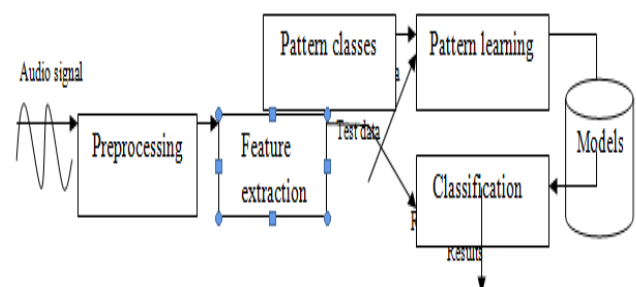 Pattern classes
Pattern learning
Audio signal
Test data
Preprocessing
Feature
extraction
Models
Classification
Results